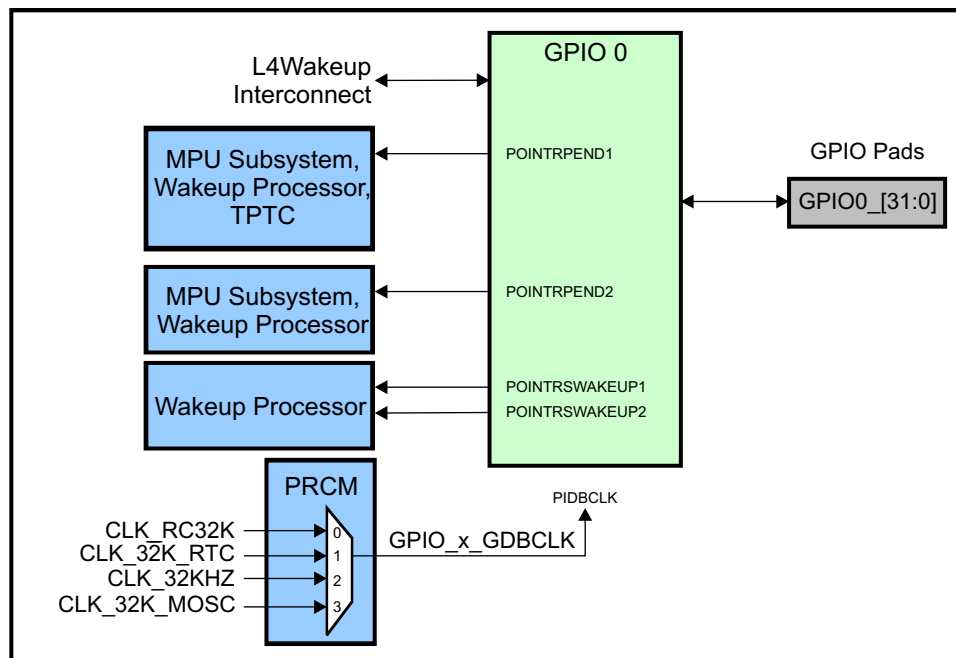 GPIO 0
L4Wakeup
Interconnect
MPU Subsystem,
Wakeup Processor,
TPTC
POINTRPEND1
GPIO Pads
GPIO0_[31:0]
MPU Subsystem,
Wakeup Processor
POINTRPEND2
Wakeup Processor
POINTRSWAKEUP1
POINTRSWAKEUP2
PRCM
PIDBCLK
CLK_RC32K
0
CLK_32K_RTC
1
GPIO_x_GDBCLK
CLK_32KHZ
2
CLK_32K_MOSC
3